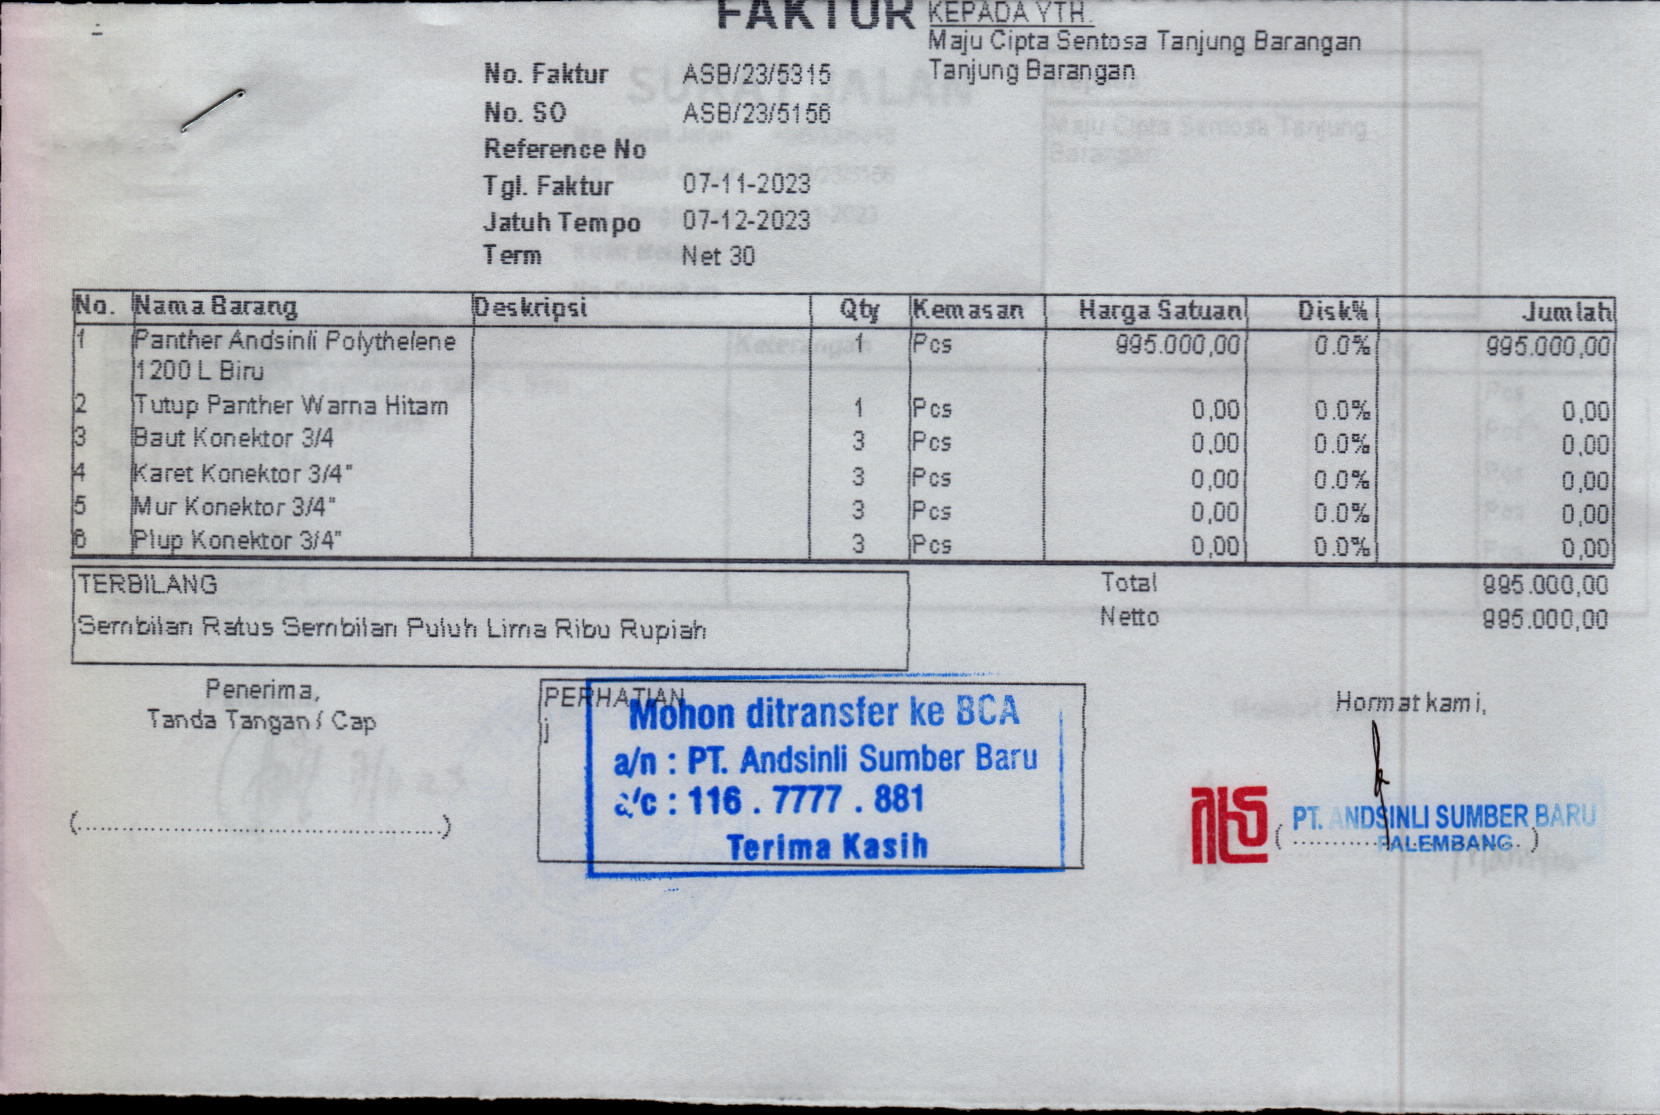 FAKTUR
KEPADA YTH.
Maju Cipta Sentosa Tanjung Barangan
Tanjung Barangan
No. Faktur ASB/23/5315
No. SO ASB/23/5156
Reference No
Tgl. Faktur 07-11-2023
Jatuh Tempo 07-12-2023
Term Net 30
No. Nama Barang Deskripsi Qty Kemasan Harga Satuan Disk% Jumlah
1 Panther Andsinli Polythelene 1 Pcs 995.000,00 0.0% 995.000,00
1200 L Biru
2 Tutup Panther Warna Hitam 1 Pcs 0,00 0.0% 0,00
3 Baut Konektor 3/4 3 Pcs 0,00 0.0% 0,00
4 Karet Konektor 3/4" 3 Pcs 0,00 0.0% 0,00
5 Mur Konektor 3/4" 3 Pcs 0,00 0.0% 0,00
6 Plup Konektor 3/4" 3 Pcs 0,00 0.0% 0,00
TERBILANG
Sembilan Ratus Sembilan Puluh Lima Ribu Rupiah
Total 995.000,00
Netto 995.000,00
Penerima,
Tanda Tangan / Cap
(............................................)
PERHATIAN
j
Mohon ditransfer ke BCA
a/n : PT. Andsinli Sumber Baru
a/c : 116 . 7777 . 881
Terima Kasih
Hormat kami,
PT. ANDSINLI SUMBER BARU
PALEMBANG
SURAT JALAN
Maju Cipta Sentosa Tanjung
Barangan
Keterangan